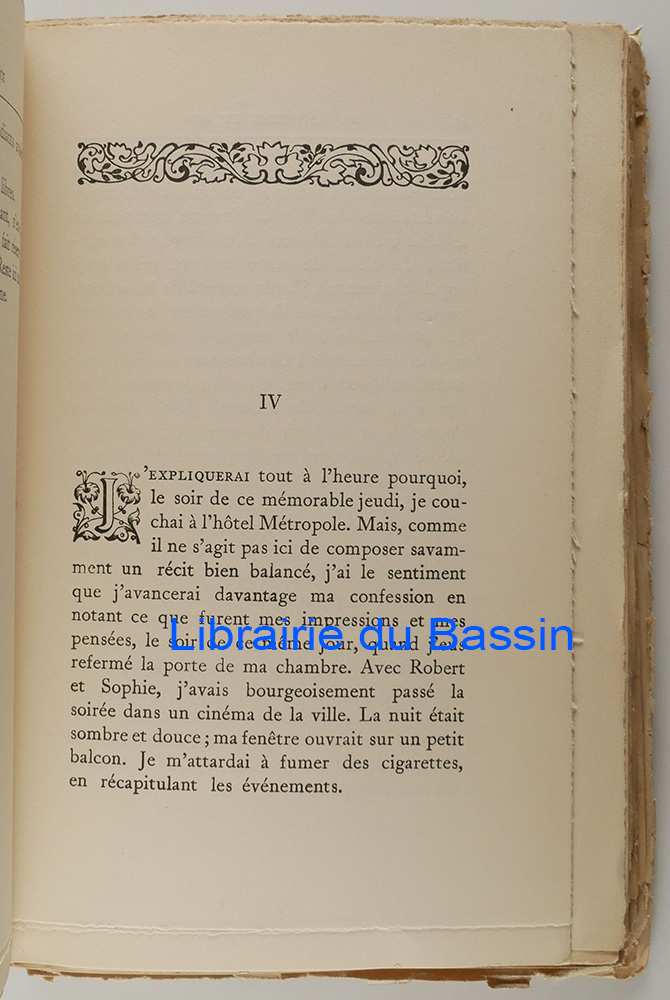 IV
J'EXPLIQUERAI tout à l'heure pourquoi,
le soir de ce mémorable jeudi, je cou-
chai à l'hôtel Métropole. Mais, comme
il ne s'agit pas ici de composer savam-
ment un récit bien balancé, j'ai le sentiment
que j'avancerai davantage ma confession en
notant ce que furent mes impressions et mes
pensées, le soir de ce même jour, quand j'eus
refermé la porte de ma chambre. Avec Robert
et Sophie, j'avais bourgeoisement passé la
soirée dans un cinéma de la ville. La nuit était
sombre et douce ; ma fenêtre ouvrait sur un petit
balcon. Je m'attardai à fumer des cigarettes,
en récapitulant les événements.
Librairie du Bassin